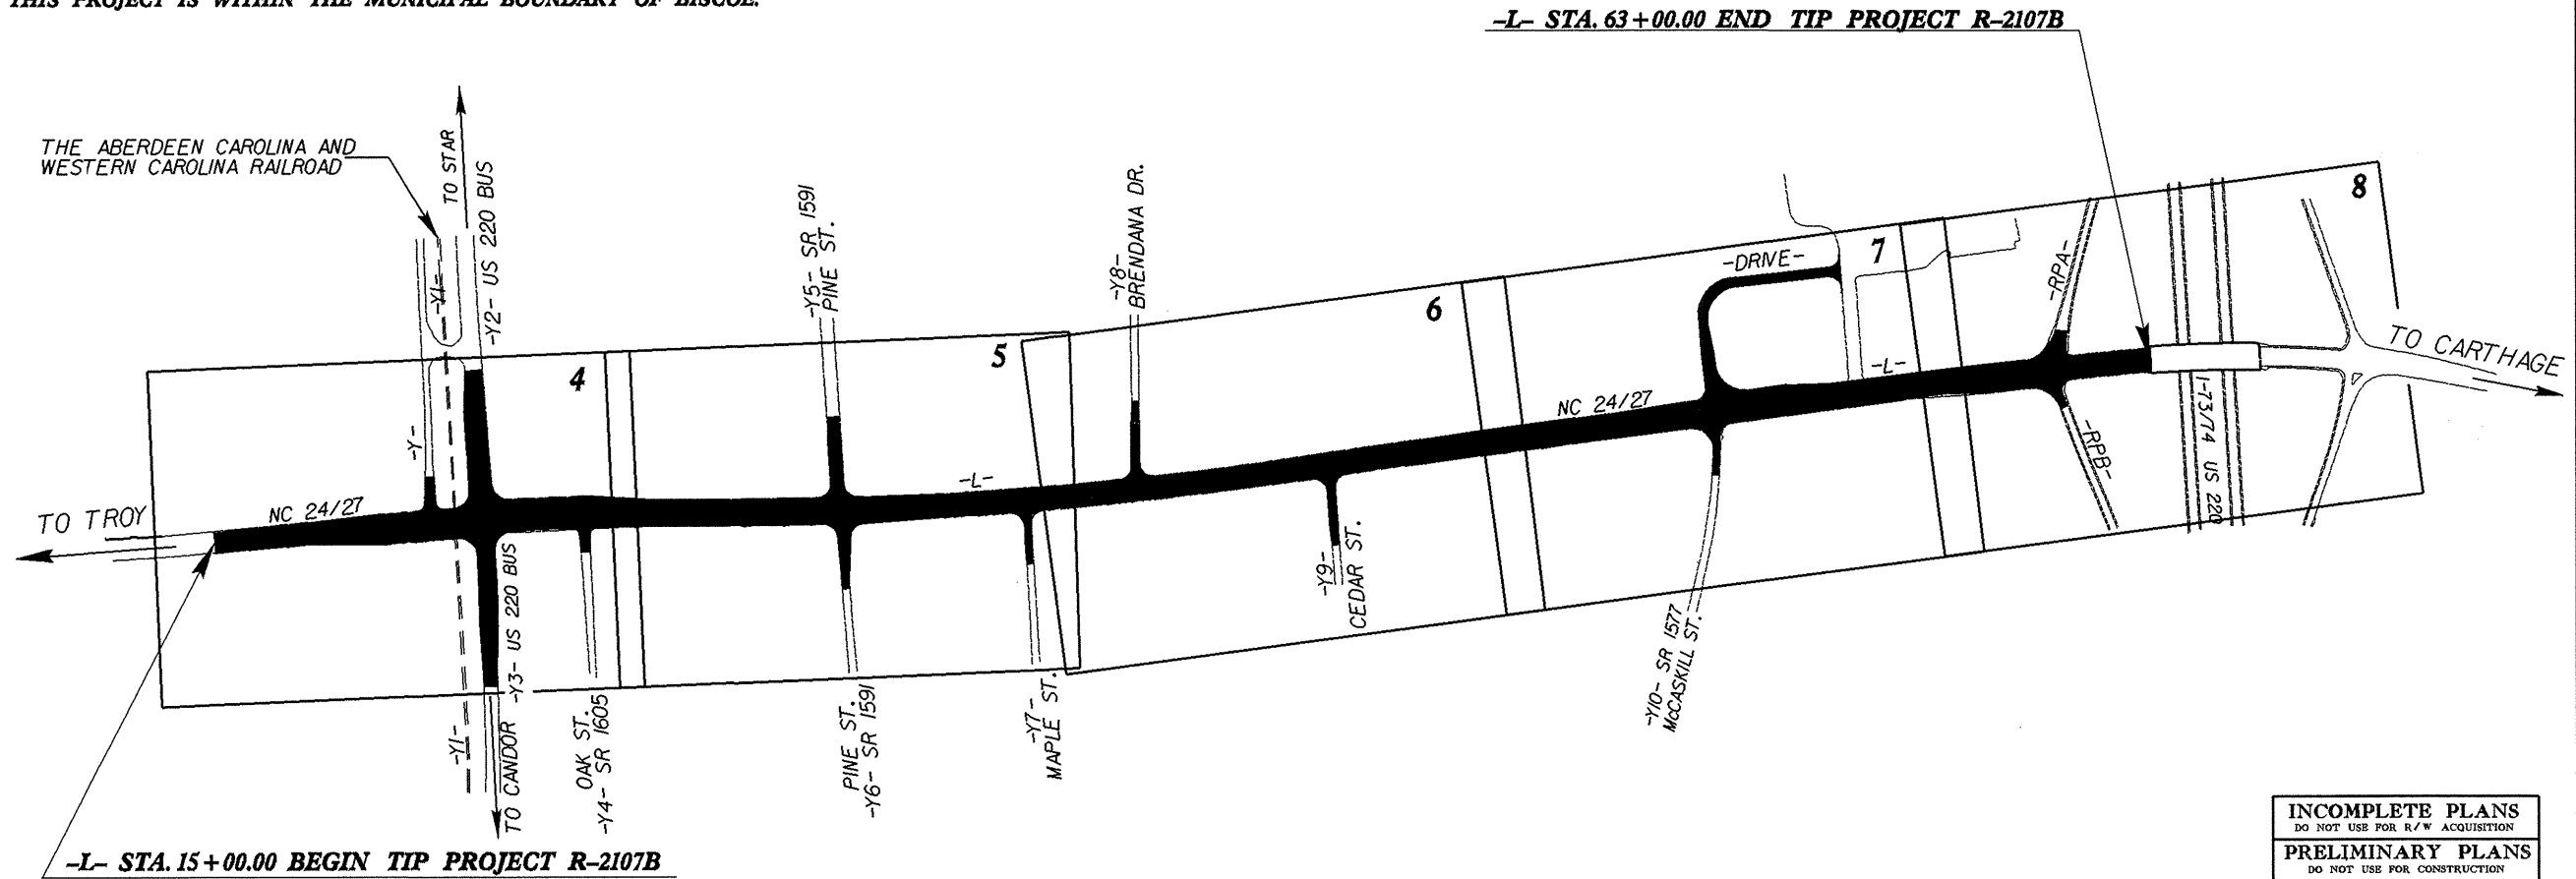 THIS PROJECT IS WITHIN THE MUNICIPAL BOUNDARY OF BISCOE.
-L- STA. 63+00.00 END TIP PROJECT R-2107B
THE ABERDEEN CAROLINA AND
WESTERN CAROLINA RAILROAD
TO STAR
-Y2- US 220 BUS
-Y1-
-Y5- SR 1591
PINE ST.
-Y8-
BRENDANA DR.
-DRIVE-
7
8
-RPA-
6
5
4
TO CARTHAGE
-L-
NC 24/27
I-73/74 US 220
-RPB-
-Y-
-L-
TO TROY
NC 24/27
-Y3- US 220 BUS
TO CANDOR
-Y1-
OAK ST.
-Y4- SR 1605
PINE ST.
-Y6- SR 1591
-Y7-
MAPLE ST.
-Y9-
CEDAR ST.
-Y10- SR 1577
McCASKILL ST.
-L- STA. 15+00.00 BEGIN TIP PROJECT R-2107B
INCOMPLETE PLANS
DO NOT USE FOR R/W ACQUISITION
PRELIMINARY PLANS
DO NOT USE FOR CONSTRUCTION